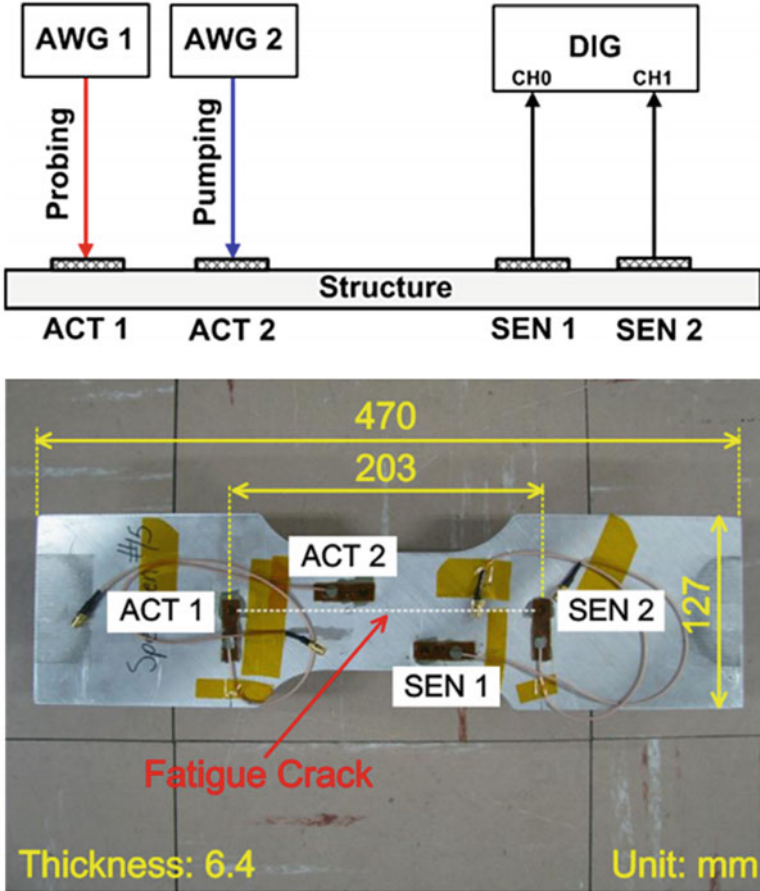 AWG 1
AWG 2
DIG
CH0
CH1
Probing
Pumping
Structure
ACT 1
ACT 2
SEN 1
SEN 2
470
203
#15
ACT 2
ACT 1
SEN 2
127
SEN 1
Fatigue Crack
Thickness: 6.4
Unit: mm